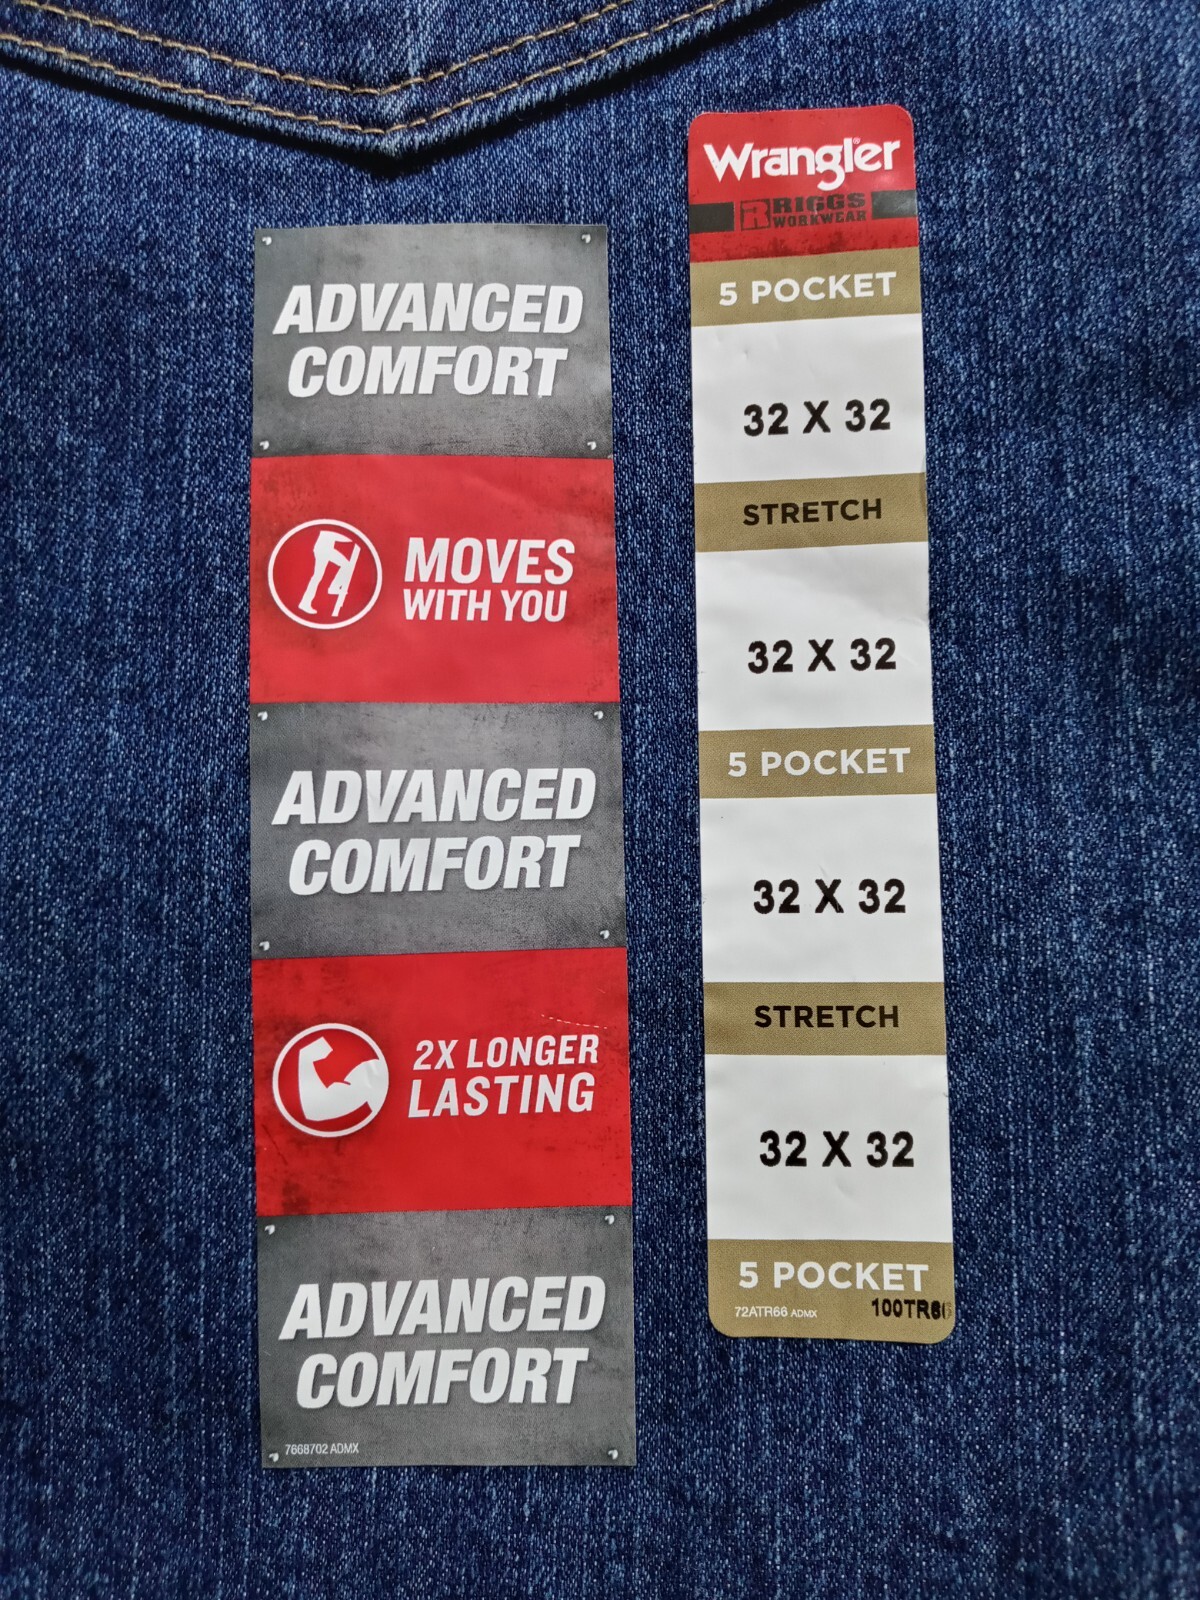 ADVANCED
COMFORT
MOVES
WITH YOU
ADVANCED
COMFORT
2X LONGER
LASTING
ADVANCED
COMFORT
7668702 ADMX
Wrangler®
RIGGS
WORKWEAR
5 POCKET
32 X 32
STRETCH
32 X 32
5 POCKET
32 X 32
STRETCH
32 X 32
5 POCKET
72ATR66 ADMX
100TR66